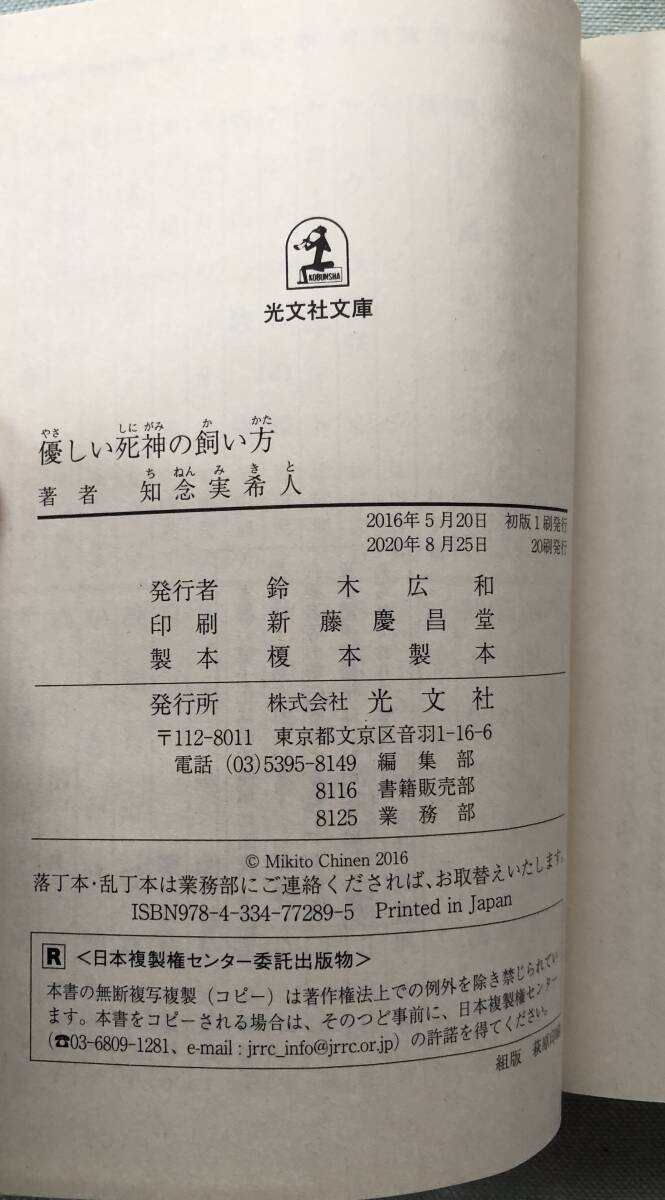 KOBUNSHA
光文社文庫
やさ しにがみ か かた
優しい死神の飼い方
ち ねん み き と
著者 知念実希人
2016年5月20日 初版1刷発行
2020年8月25日 20刷発行
発行者 鈴木広和
印刷 新藤慶昌堂
製本 榎本製本
発行所 株式会社 光文社
〒112-8011 東京都文京区音羽1-16-6
電話 (03)5395-8149 編集部
8116 書籍販売部
8125 業務部
© Mikito Chinen 2016
落丁本・乱丁本は業務部にご連絡くだされば、お取替えいたします。
ISBN978-4-334-77289-5 Printed in Japan
R <日本複製権センター委託出版物>
本書の無断複写複製(コピー)は著作権法上での例外を除き禁じられてい
ます。本書をコピーされる場合は、そのつど事前に、日本複製権センター
(☎03-6809-1281、e-mail : jrrc_info@jrrc.or.jp)の許諾を得てください。
組版 萩原印刷